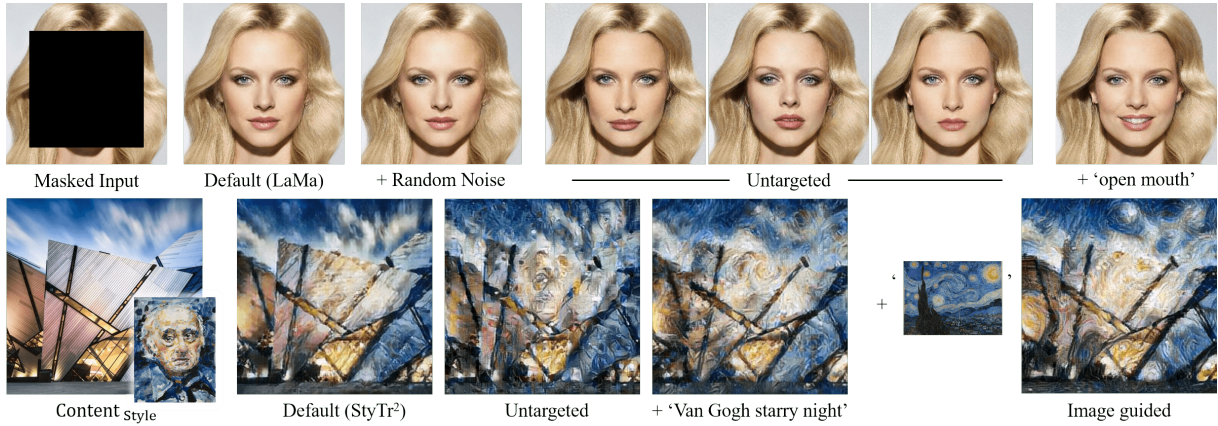 Masked Input
Default (LaMa)
+ Random Noise
Untargeted
+ ‘open mouth’
‘
+
’
Content Style
Default (StyTr²)
Untargeted
+ ‘Van Gogh starry night’
Image guided